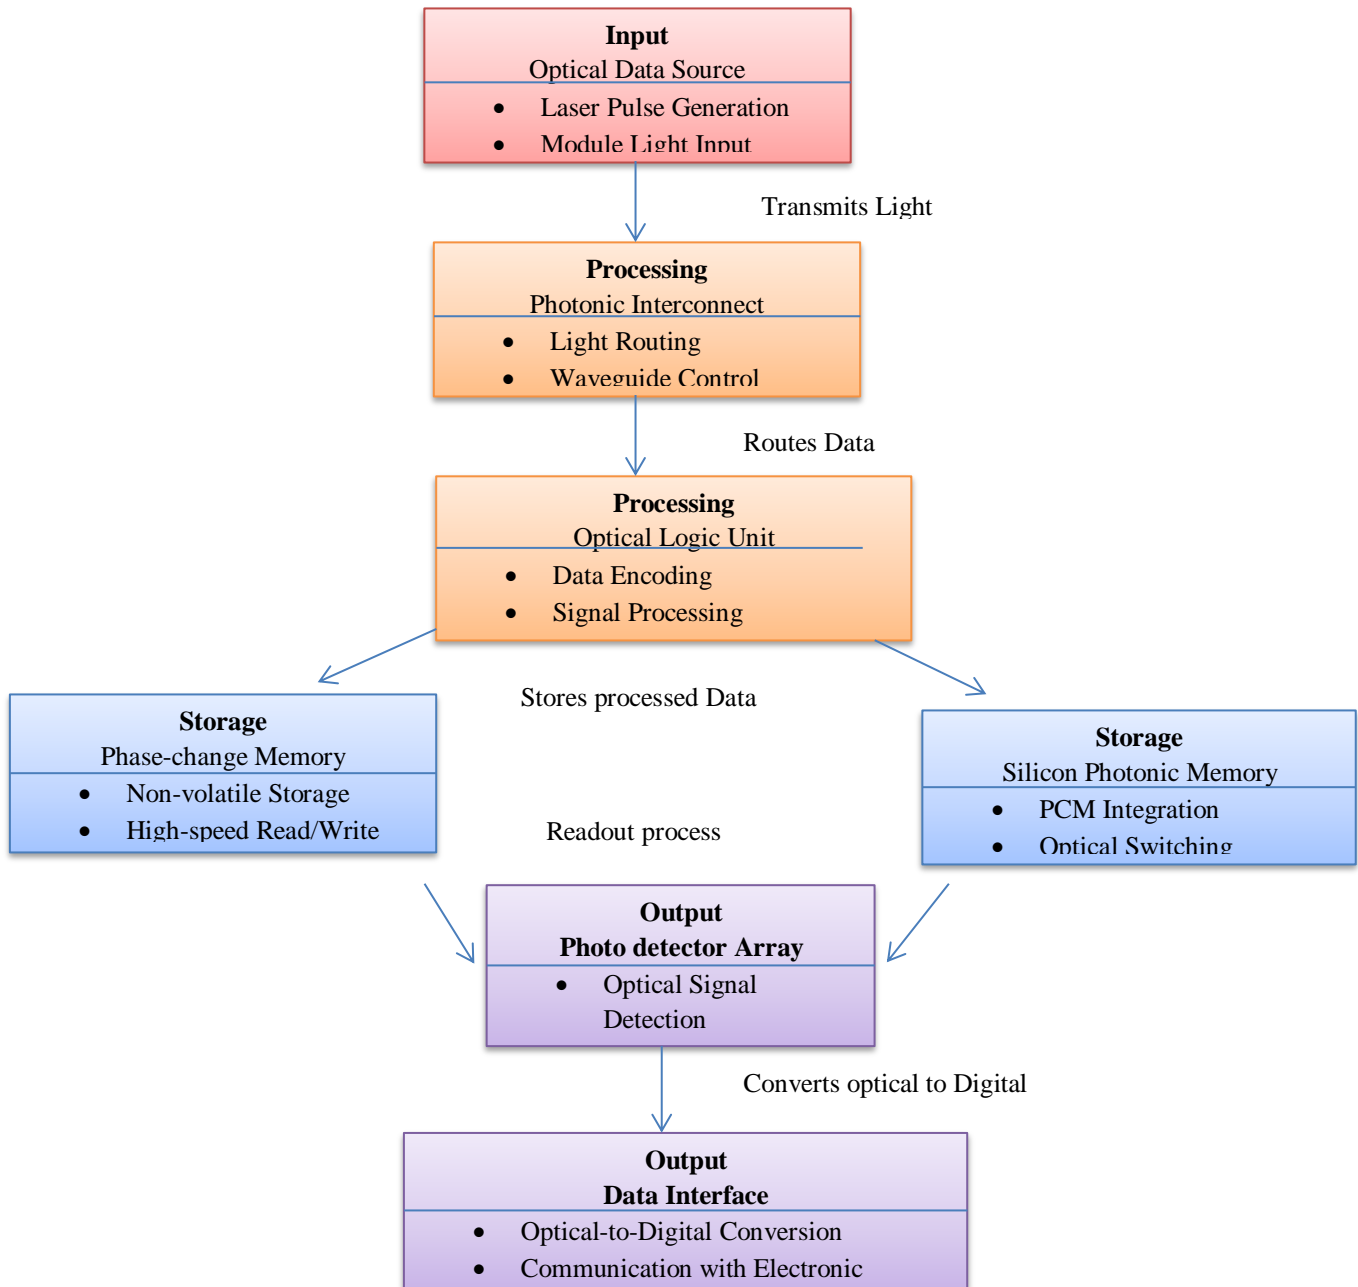 Input
Optical Data Source
• Laser Pulse Generation
• Module Light Input
Transmits Light
Processing
Photonic Interconnect
• Light Routing
• Waveguide Control
Routes Data
Processing
Optical Logic Unit
• Data Encoding
• Signal Processing
Stores processed Data
Storage
Phase-change Memory
• Non-volatile Storage
• High-speed Read/Write
Storage
Silicon Photonic Memory
• PCM Integration
• Optical Switching
Readout process
Output
Photo detector Array
• Optical Signal
Detection
Converts optical to Digital
Output
Data Interface
• Optical-to-Digital Conversion
• Communication with Electronic